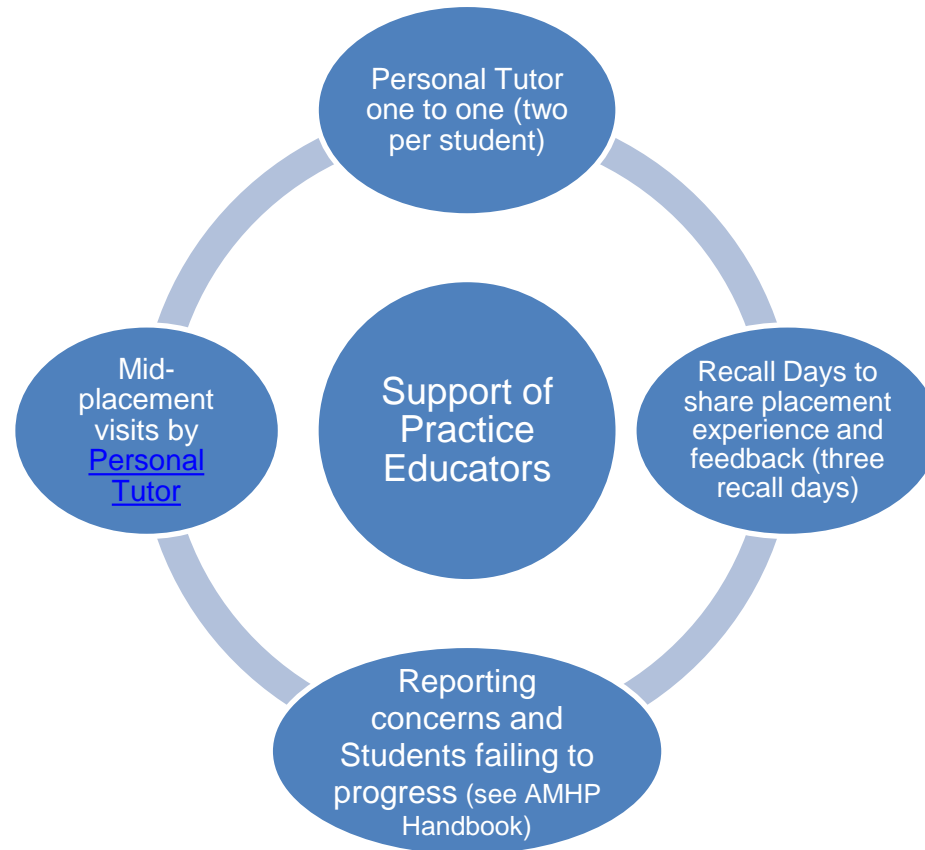 Personal Tutor
one to one (two
per student)
Mid-
placement
visits by
Personal
Tutor
Support of
Practice
Educators
Recall Days to
share placement
experience and
feedback (three
recall days)
Reporting
concerns and
Students failing to
progress (see AMHP
Handbook)